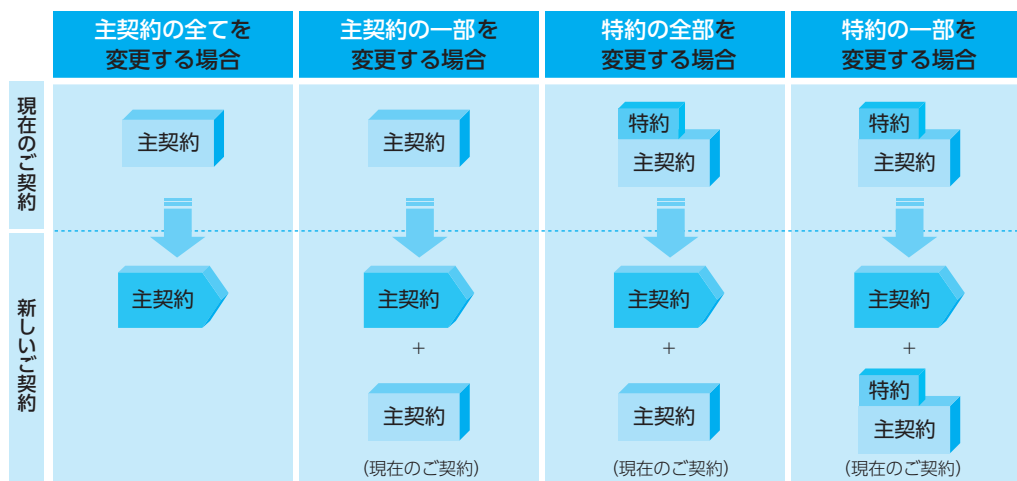 主契約の全てを
変更する場合
主契約の一部を
変更する場合
特約の全部を
変更する場合
特約の一部を
変更する場合
現在のご契約
主契約
主契約
特約
主契約
特約
主契約
新しいご契約
主契約
主契約
+
主契約
(現在のご契約)
主契約
+
主契約
(現在のご契約)
主契約
+
特約
主契約
(現在のご契約)